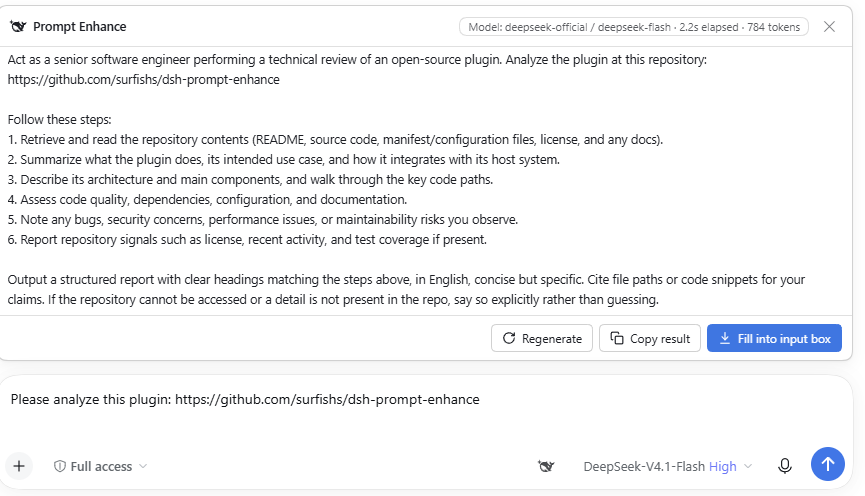 Prompt Enhance
Model: deepseek-official / deepseek-flash · 2.2s elapsed · 784 tokens
Act as a senior software engineer performing a technical review of an open-source plugin. Analyze the plugin at this repository:
https://github.com/surfishs/dsh-prompt-enhance
Follow these steps:
1. Retrieve and read the repository contents (README, source code, manifest/configuration files, license, and any docs).
2. Summarize what the plugin does, its intended use case, and how it integrates with its host system.
3. Describe its architecture and main components, and walk through the key code paths.
4. Assess code quality, dependencies, configuration, and documentation.
5. Note any bugs, security concerns, performance issues, or maintainability risks you observe.
6. Report repository signals such as license, recent activity, and test coverage if present.
Output a structured report with clear headings matching the steps above, in English, concise but specific. Cite file paths or code snippets for your
claims. If the repository cannot be accessed or a detail is not present in the repo, say so explicitly rather than guessing.
Regenerate
Copy result
Fill into input box
Please analyze this plugin: https://github.com/surfishs/dsh-prompt-enhance
Full access
DeepSeek-V4.1-Flash High